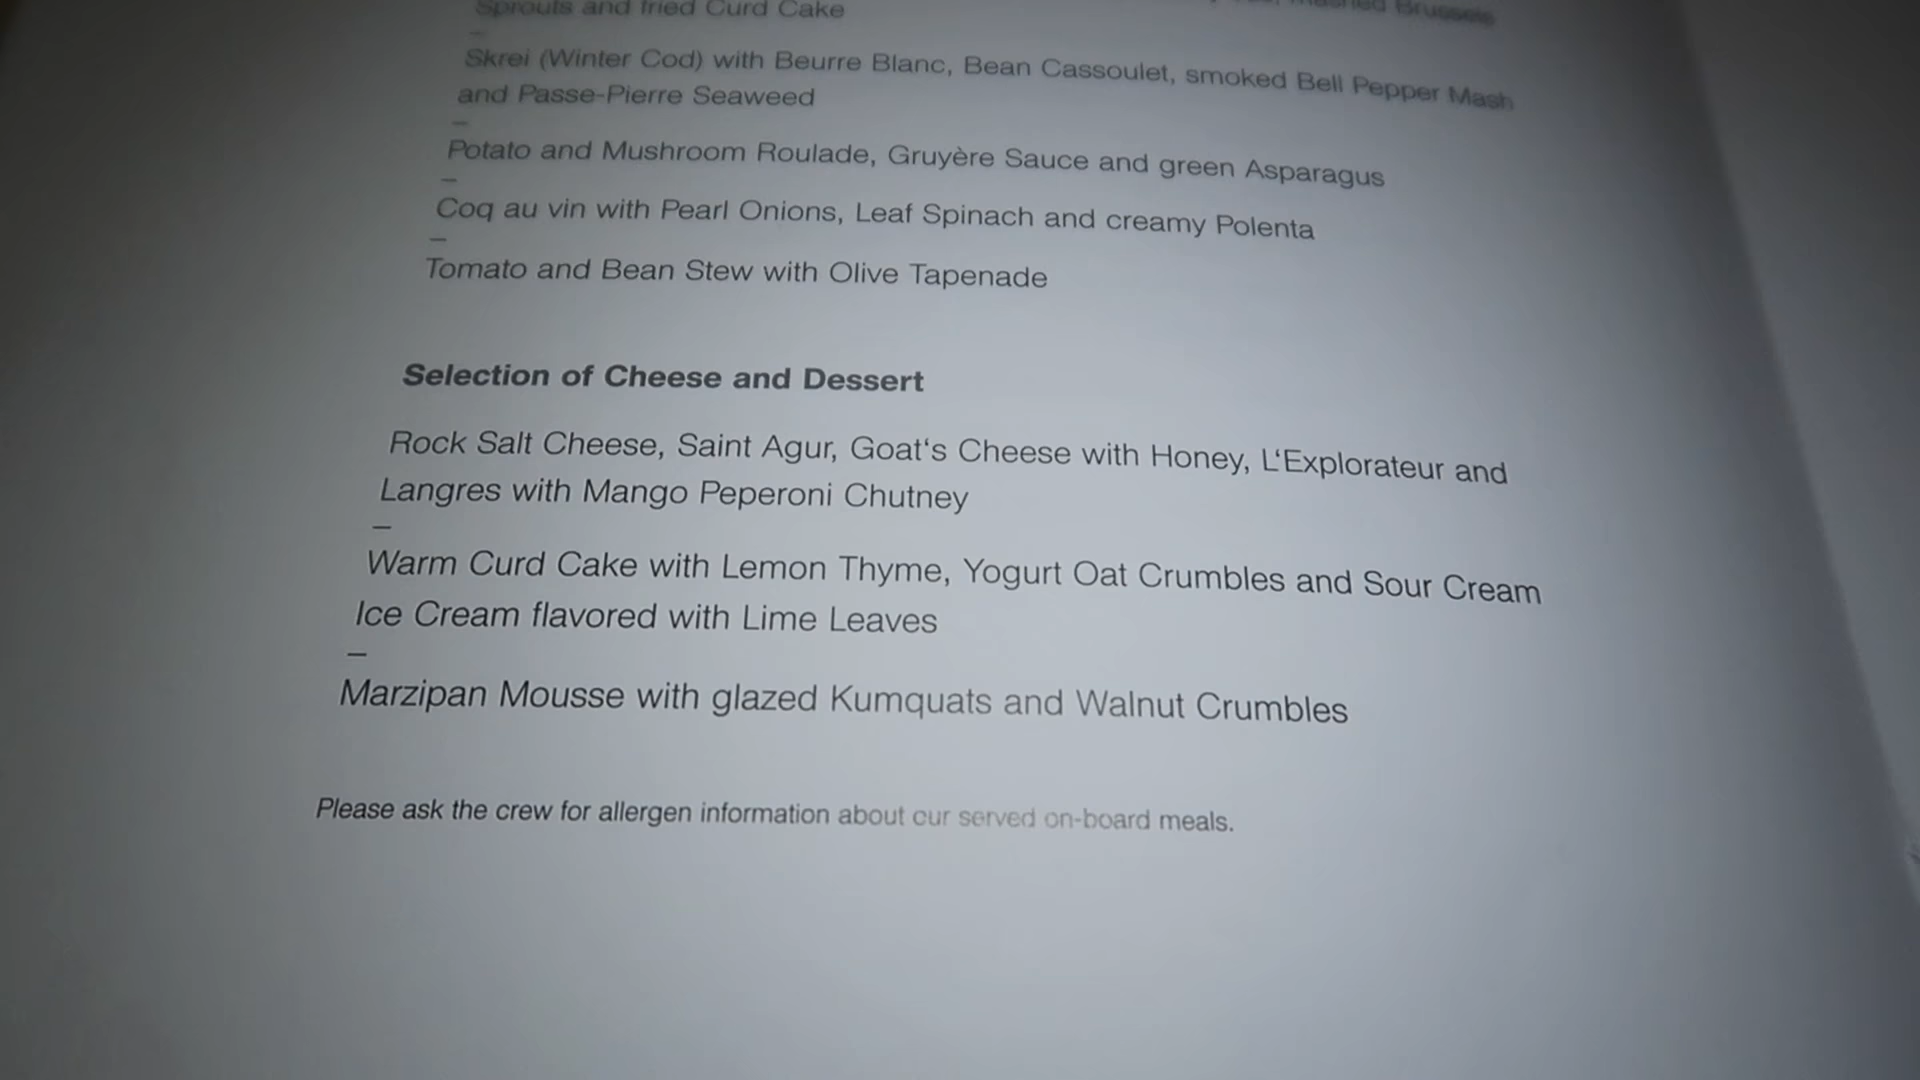 Sprouts and fried Curd Cake
Brussels
–
Skrei (Winter Cod) with Beurre Blanc, Bean Cassoulet, smoked Bell Pepper Mash
and Passe-Pierre Seaweed
–
Potato and Mushroom Roulade, Gruyère Sauce and green Asparagus
–
Coq au vin with Pearl Onions, Leaf Spinach and creamy Polenta
–
Tomato and Bean Stew with Olive Tapenade
Selection of Cheese and Dessert
Rock Salt Cheese, Saint Agur, Goat‘s Cheese with Honey, L‘Explorateur and
Langres with Mango Peperoni Chutney
–
Warm Curd Cake with Lemon Thyme, Yogurt Oat Crumbles and Sour Cream
Ice Cream flavored with Lime Leaves
–
Marzipan Mousse with glazed Kumquats and Walnut Crumbles
Please ask the crew for allergen information about our served on-board meals.